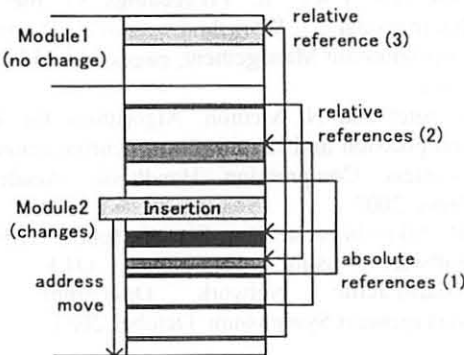 Module1
(no change)
relative
reference (3)
relative
references (2)
Module2
(changes)
Insertion
address
move
absolute
references (1)